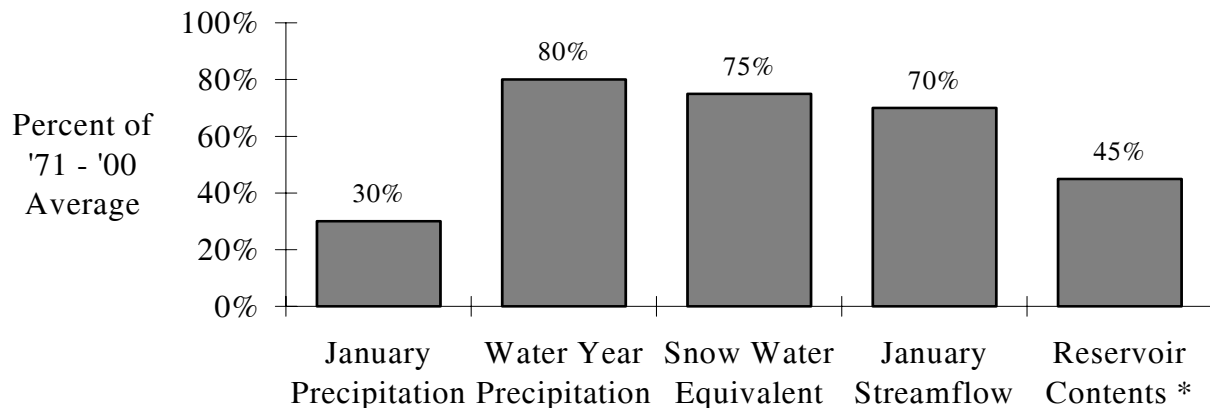 100%
80%
60%
40%
20%
0%
Percent of
'71 - '00
Average
30%
80%
75%
70%
45%
January
Precipitation
Water Year
Precipitation
Snow Water
Equivalent
January
Streamflow
Reservoir
Contents *